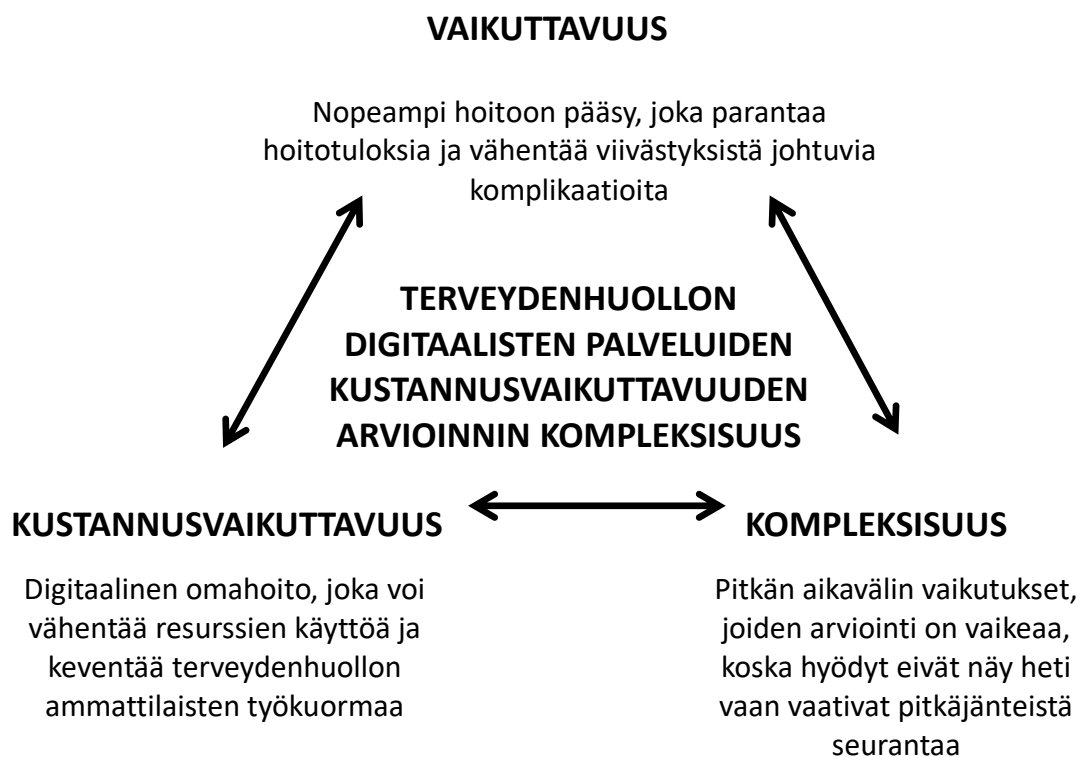 VAIKUTTAVUUS
Nopeampi hoitoon pääsy, joka parantaa
hoitotuloksia ja vähentää viivästyksistä johtuvia
komplikaatioita
TERVEYDENHUOLLON
DIGITAALISTEN PALVELUIDEN
KUSTANNUSVAIKUTTAVUUDEN
ARVIOINNIN KOMPLEKSISUUS
KUSTANNUSVAIKUTTAVUUS
Digitaalinen omahoito, joka voi
vähentää resurssien käyttöä ja
keventää terveydenhuollon
ammattilaisten työkuormaa
KOMPLEKSISUUS
Pitkän aikavälin vaikutukset,
joiden arviointi on vaikeaa,
koska hyödyt eivät näy heti
vaan vaativat pitkäjänteistä
seurantaa